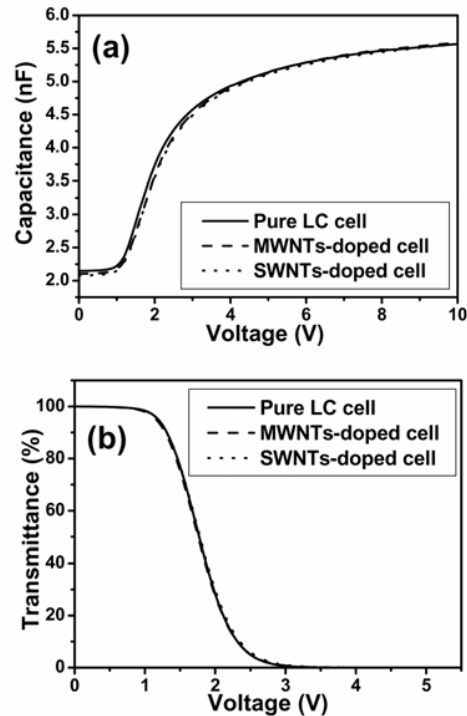 (a)
Capacitance (nF)
5.5
5.0
4.5
4.0
3.5
3.0
2.5
2.0
Pure LC cell
MWNTs-doped cell
SWNTs-doped cell
0 2 4 6 8 10
Voltage (V)
(b)
Transmittance (%)
100
80
60
40
20
0
Pure LC cell
MWNTs-doped cell
SWNTs-doped cell
0 1 2 3 4 5
Voltage (V)